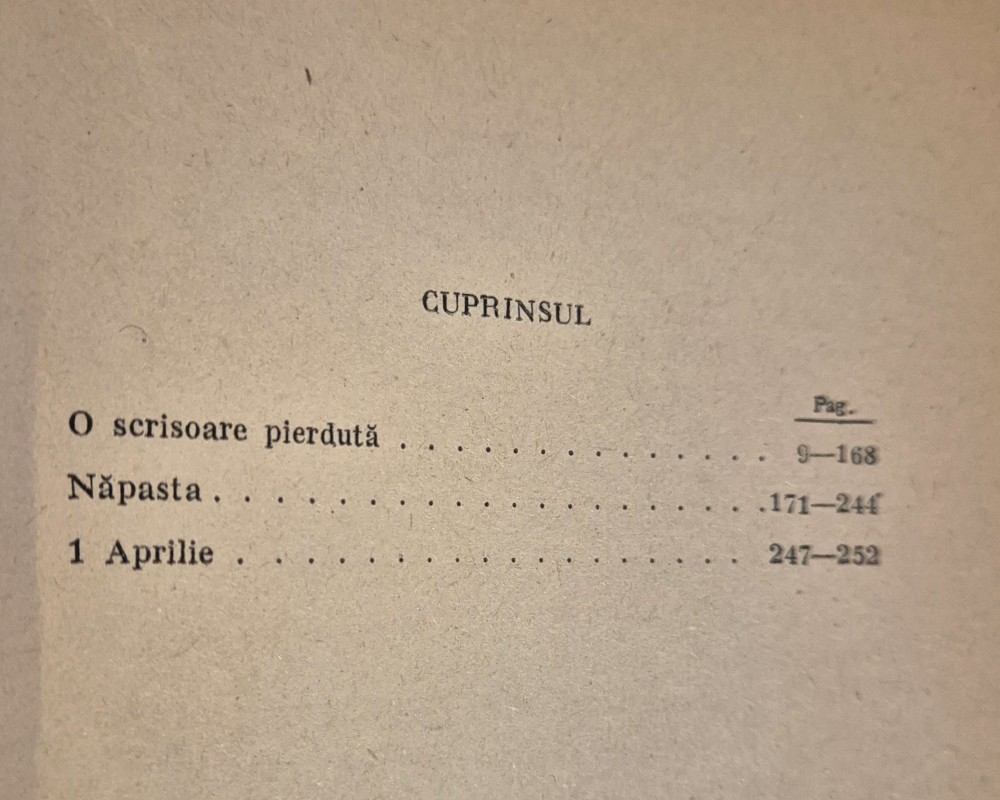 CUPRINSUL
Pag.
O scrisoare pierdută . . . . . . . . . . . . . . 9—168
Năpasta . . . . . . . . . . . . . . . . . . 171—244
1 Aprilie . . . . . . . . . . . . . . . . . . 247—252